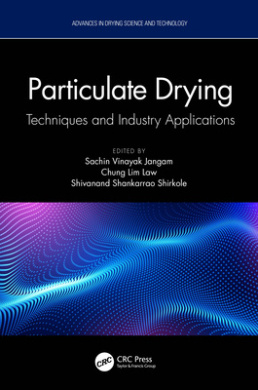 ADVANCES IN DRYING SCIENCE AND TECHNOLOGY
Particulate Drying
Techniques and Industry Applications
EDITED BY
Sachin Vinayak Jangam
Chung Lim Law
Shivanand Shankarrao Shirkole
CRC Press
Taylor & Francis Group